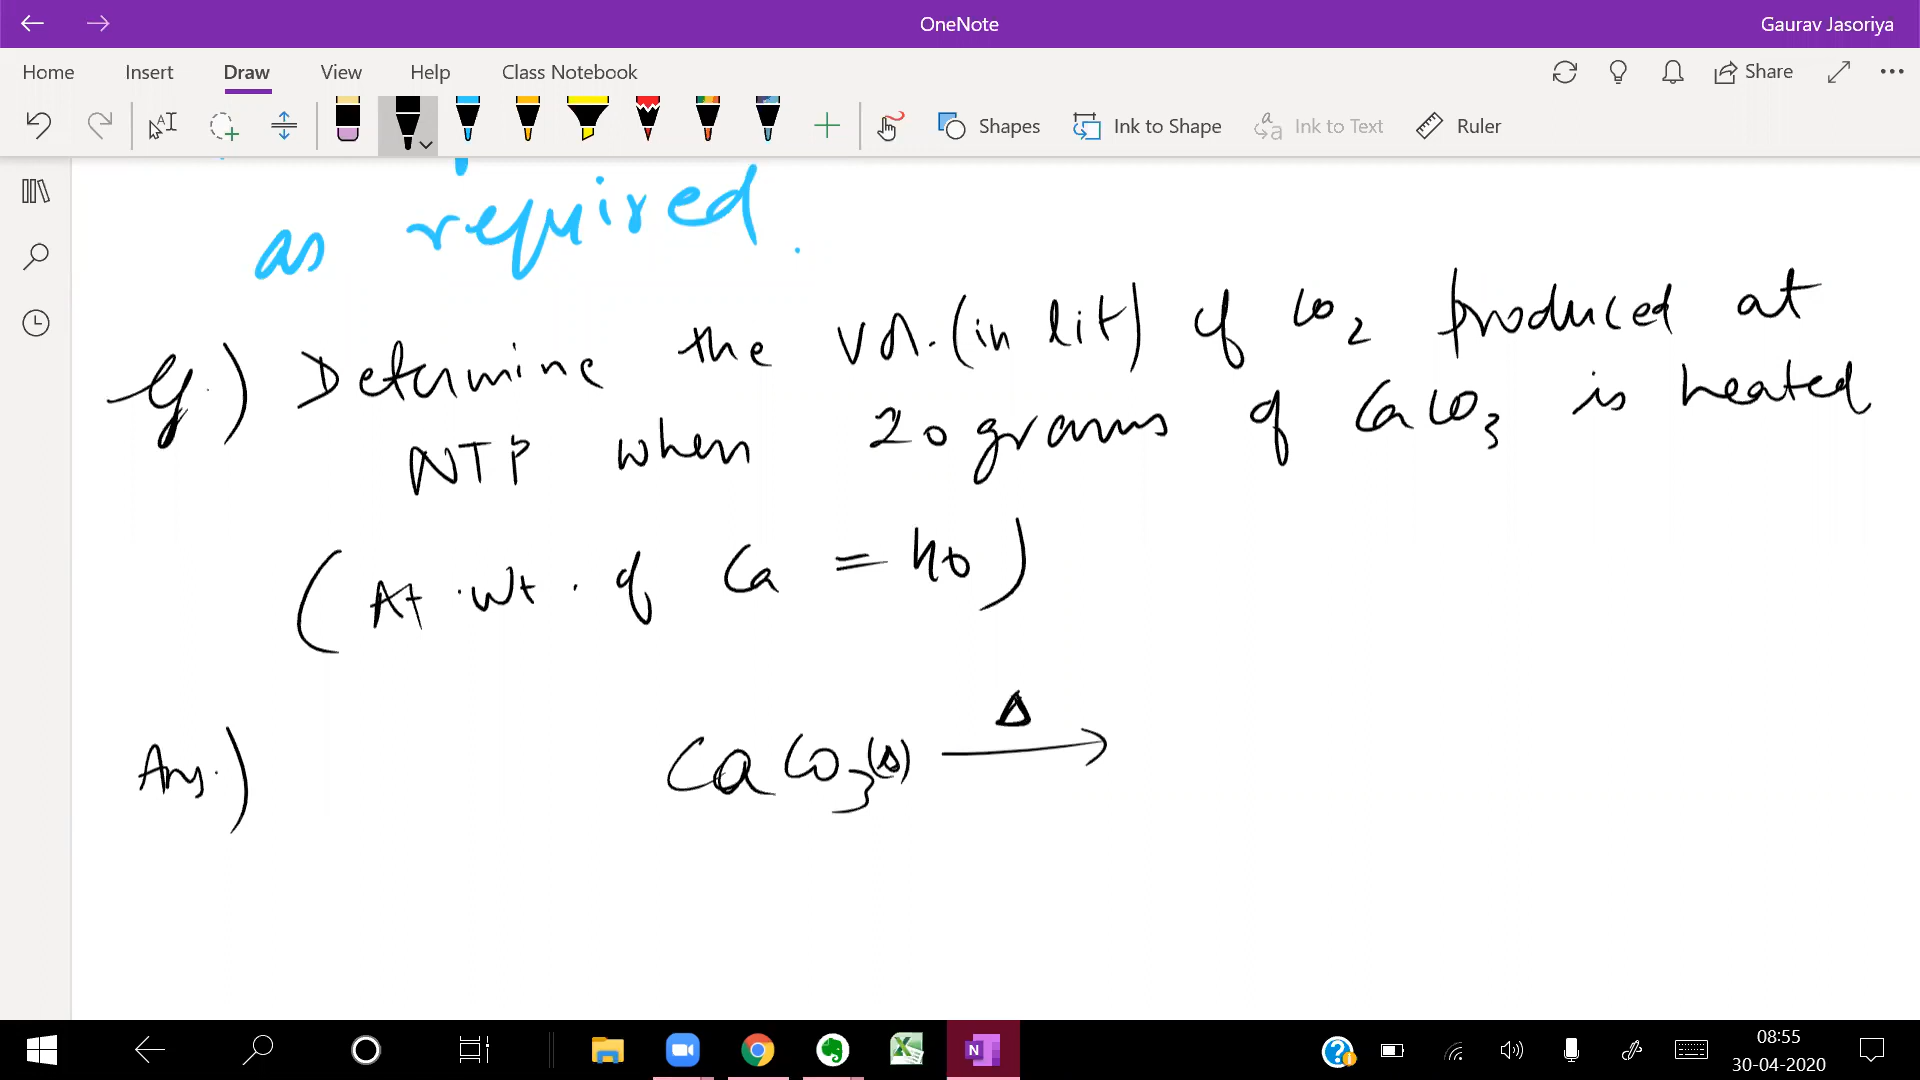 OneNote
Gaurav Jasoriya
Home Insert Draw View Help Class Notebook Share
Shapes Ink to Shape Ink to Text Ruler
as required.
eg.) Determine the vol. (in lit) of CO2 produced at
NTP when 20 grams of CaCO3 is heated
(At. wt. of Ca = 40)
Ans.) CaCO3(s) Δ →
08:55
30-04-2020